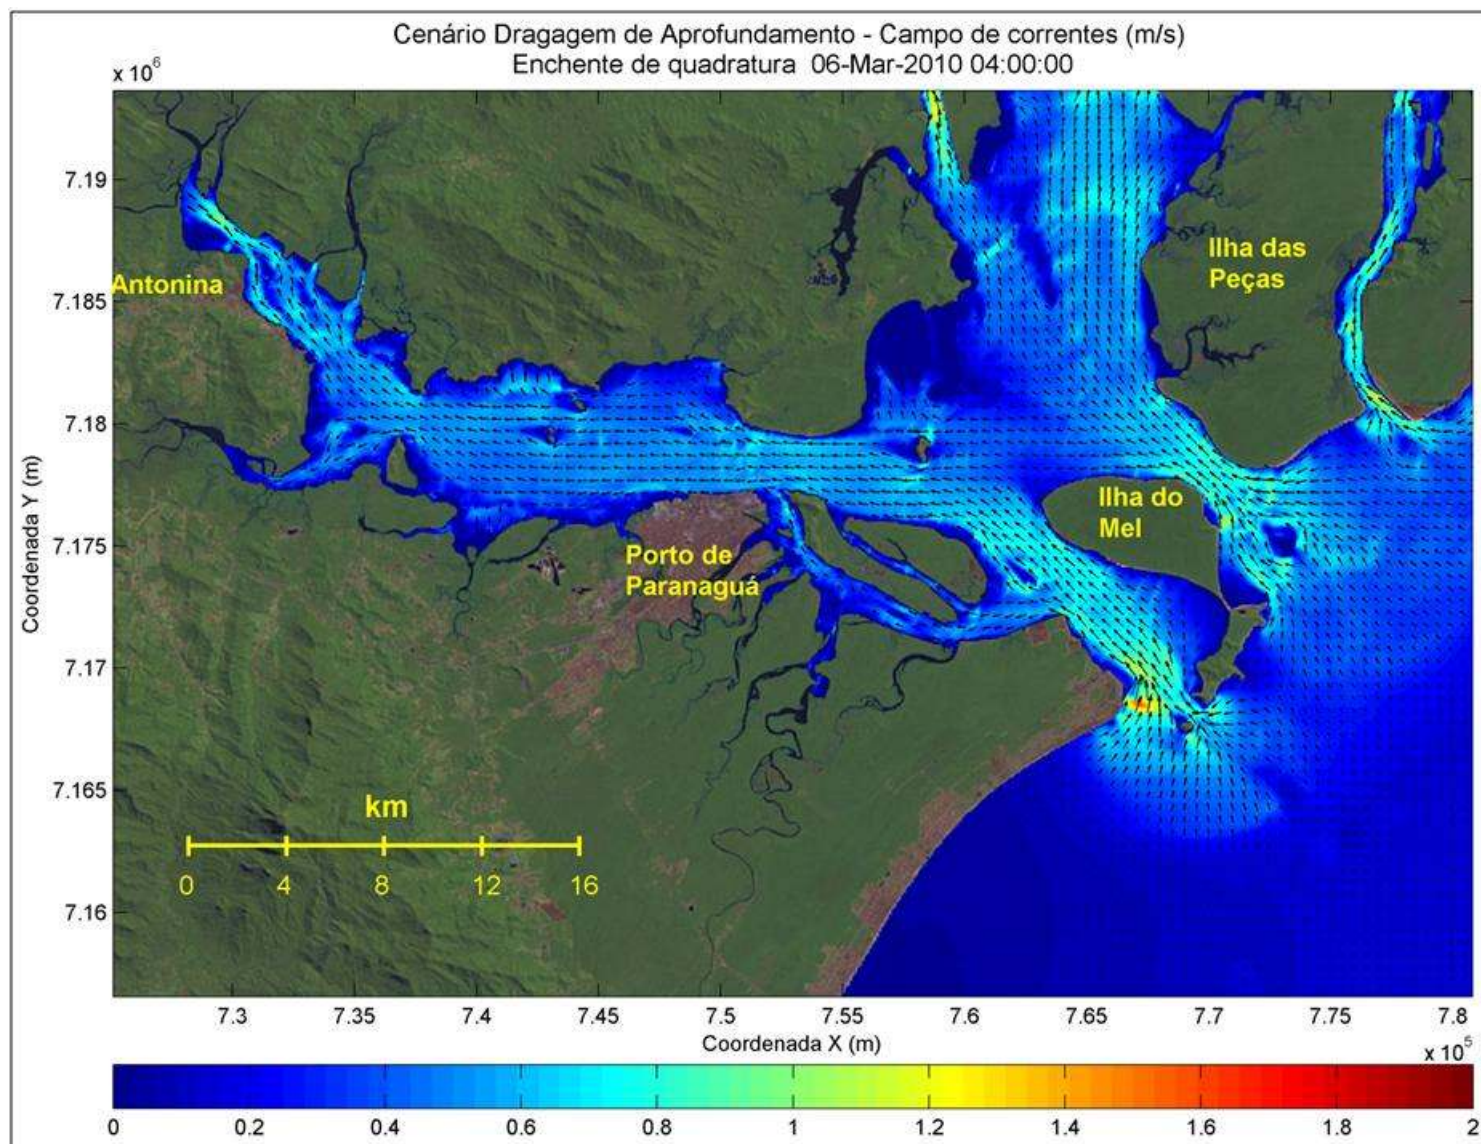 Cenário Dragagem de Aprofundamento - Campo de correntes (m/s)
Enchente de quadratura 06-Mar-2010 04:00:00
x 10⁶
7.19
7.185
7.18
7.175
7.17
7.165
7.16
Coordenada Y (m)
Antonina
Ilha das
Peças
Ilha do
Mel
Porto de
Paranaguá
km
0 4 8 12 16
7.3 7.35 7.4 7.45 7.5 7.55 7.6 7.65 7.7 7.75 7.8
Coordenada X (m)
x 10⁵
0 0.2 0.4 0.6 0.8 1 1.2 1.4 1.6 1.8 2